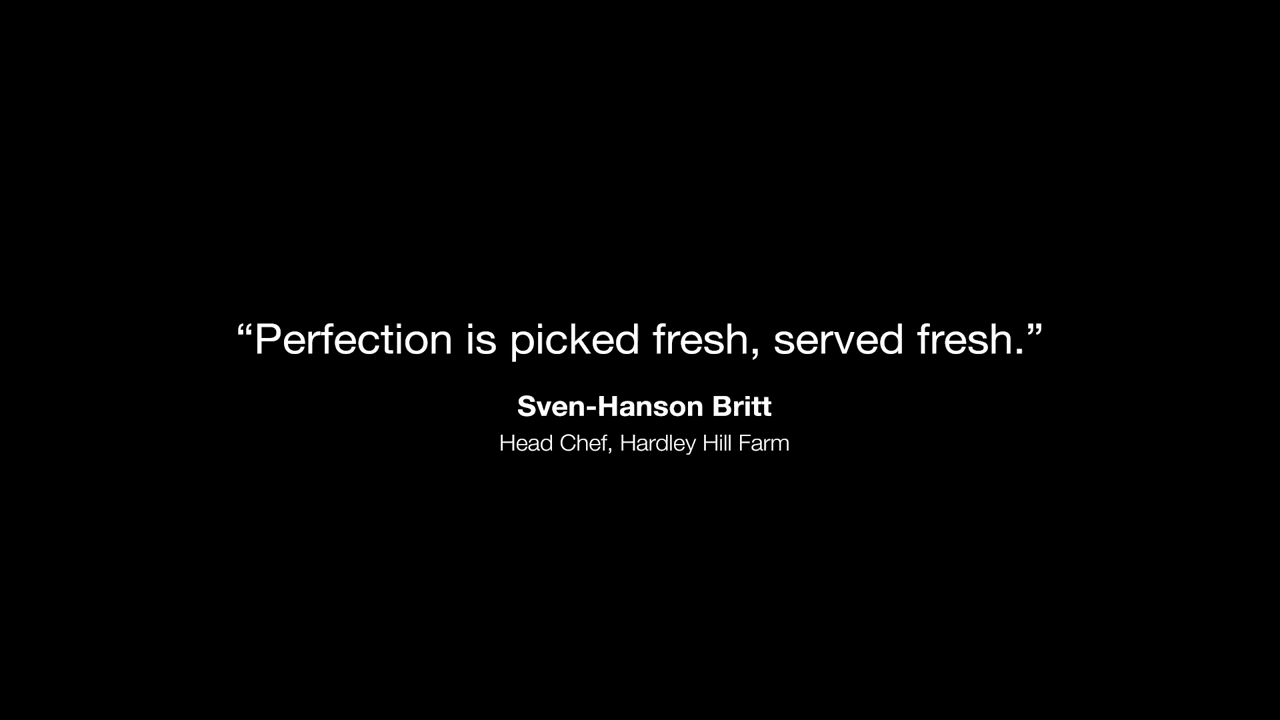 “Perfection is picked fresh, served fresh.”
Sven-Hanson Britt
Head Chef, Hardley Hill Farm